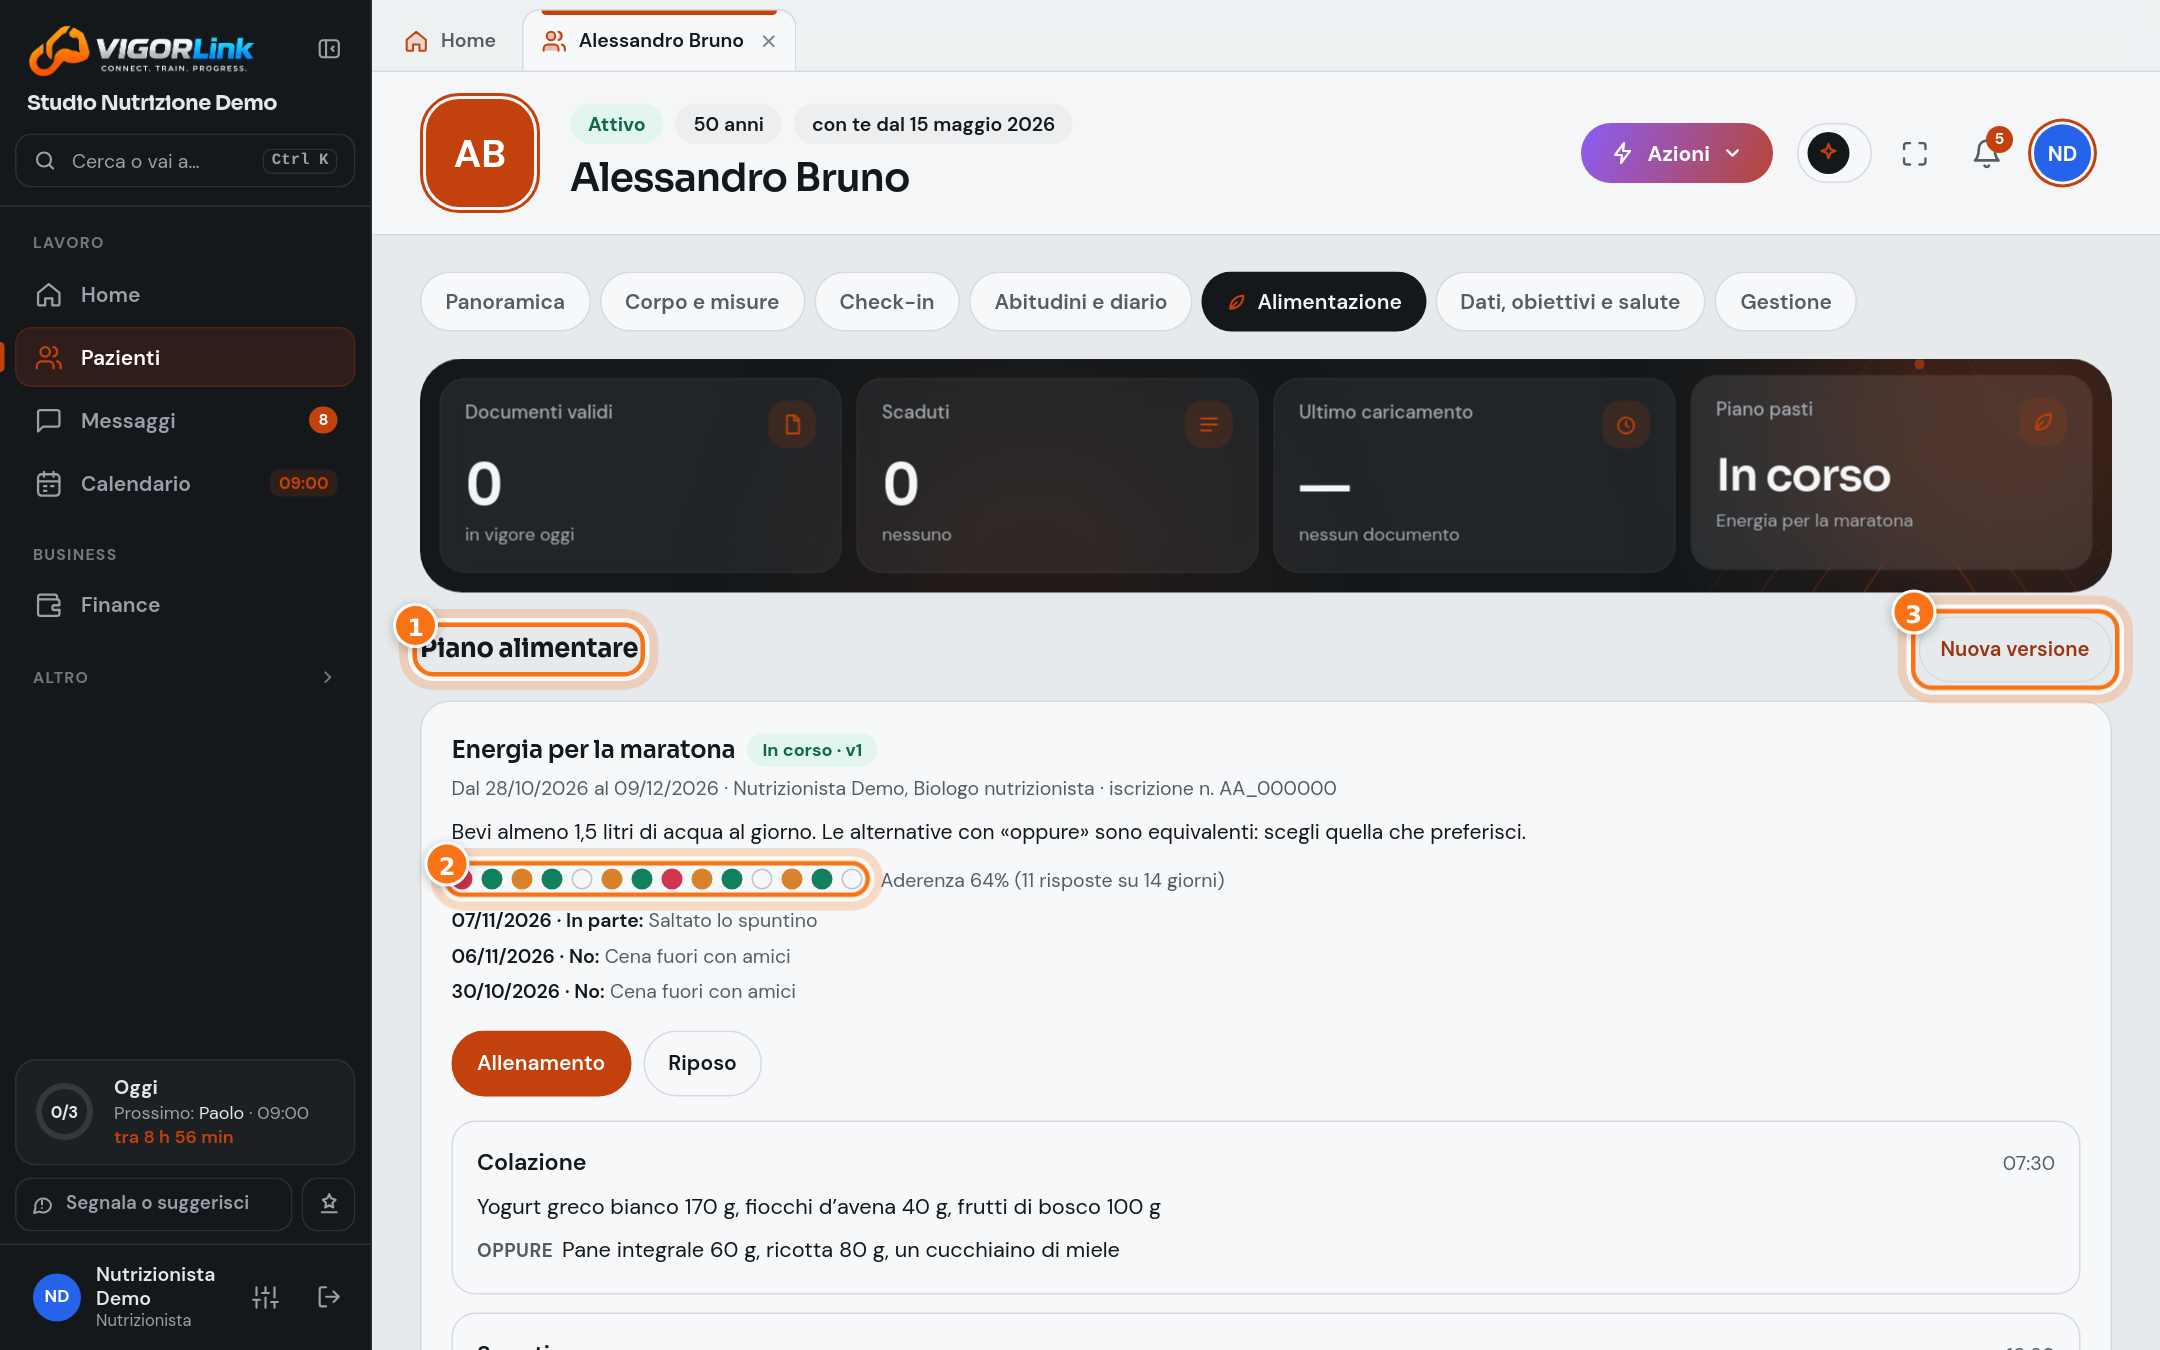 VIGORLink
CONNECT. TRAIN. PROGRESS.
Studio Nutrizione Demo
Cerca o vai a... Ctrl K
LAVORO
Home
Pazienti
Messaggi 8
Calendario 09:00
BUSINESS
Finance
ALTRO
Oggi
0/3
Prossimo: Paolo · 09:00
tra 8 h 56 min
Segnala o suggerisci
ND
Nutrizionista
Demo
Nutrizionista
Home
Alessandro Bruno
AB
Attivo
50 anni
con te dal 15 maggio 2026
Alessandro Bruno
Azioni
5
ND
Panoramica
Corpo e misure
Check-in
Abitudini e diario
Alimentazione
Dati, obiettivi e salute
Gestione
Documenti validi
0
in vigore oggi
Scaduti
0
nessuno
Ultimo caricamento
—
nessun documento
Piano pasti
In corso
Energia per la maratona
1
Piano alimentare
3
Nuova versione
Energia per la maratona In corso · v1
Dal 28/10/2026 al 09/12/2026 · Nutrizionista Demo, Biologo nutrizionista · iscrizione n. AA_000000
Bevi almeno 1,5 litri di acqua al giorno. Le alternative con «oppure» sono equivalenti: scegli quella che preferisci.
2
Aderenza 64% (11 risposte su 14 giorni)
07/11/2026 · In parte: Saltato lo spuntino
06/11/2026 · No: Cena fuori con amici
30/10/2026 · No: Cena fuori con amici
Allenamento
Riposo
Colazione 07:30
Yogurt greco bianco 170 g, fiocchi d’avena 40 g, frutti di bosco 100 g
OPPURE Pane integrale 60 g, ricotta 80 g, un cucchiaino di miele